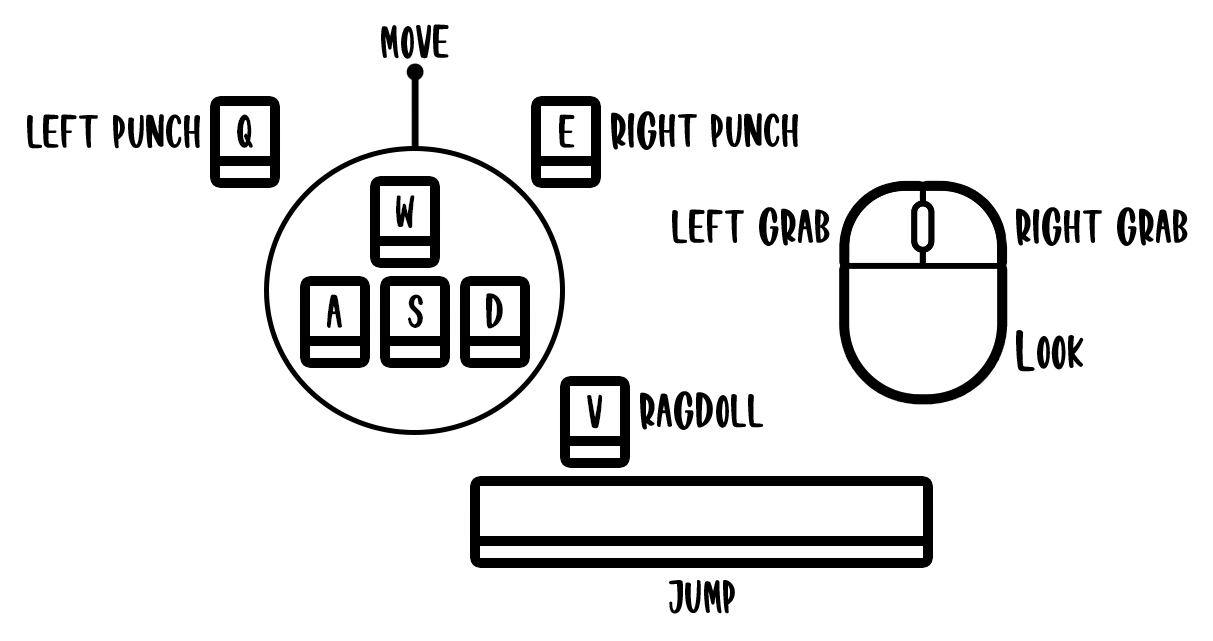 MOVE
LEFT PUNCH Q
E RIGHT PUNCH
W
LEFT GRAB
RIGHT GRAB
A S D
LOOK
V RAGDOLL
JUMP